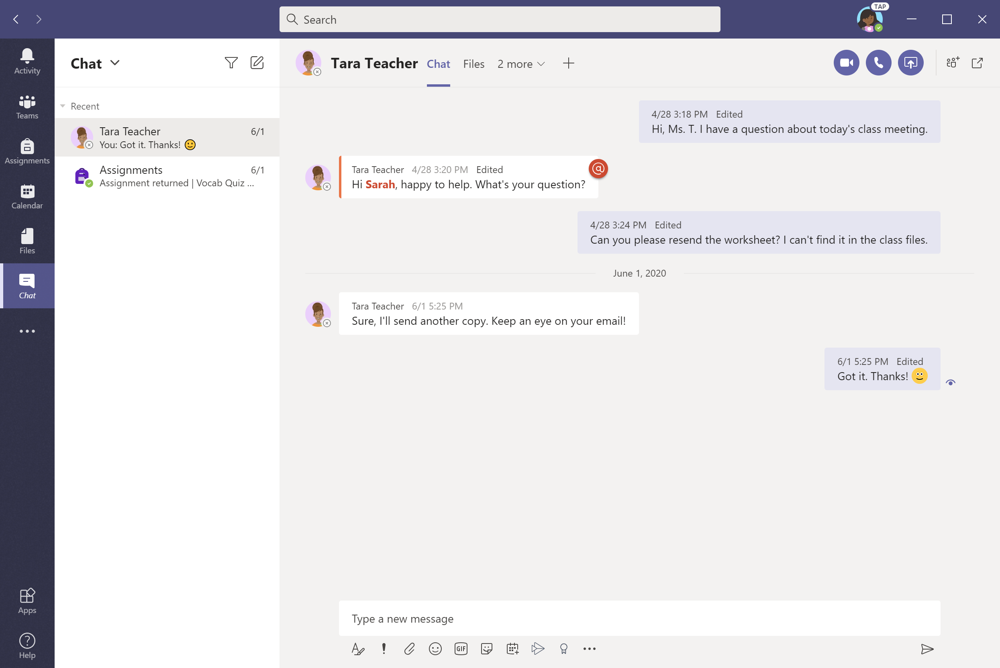 Search
TAP
Activity
Teams
Assignments
Calendar
Files
Chat
Apps
Help
Chat
Recent
Tara Teacher 6/1
You: Got it. Thanks! 🙂
Assignments 6/1
Assignment returned | Vocab Quiz ...
Tara Teacher Chat Files 2 more
4/28 3:18 PM Edited
Hi, Ms. T. I have a question about today's class meeting.
Tara Teacher 4/28 3:20 PM Edited
@
Hi Sarah, happy to help. What's your question?
4/28 3:24 PM Edited
Can you please resend the worksheet? I can't find it in the class files.
June 1, 2020
Tara Teacher 6/1 5:25 PM
Sure, I'll send another copy. Keep an eye on your email!
6/1 5:25 PM Edited
Got it. Thanks! 🙂
Type a new message
GIF